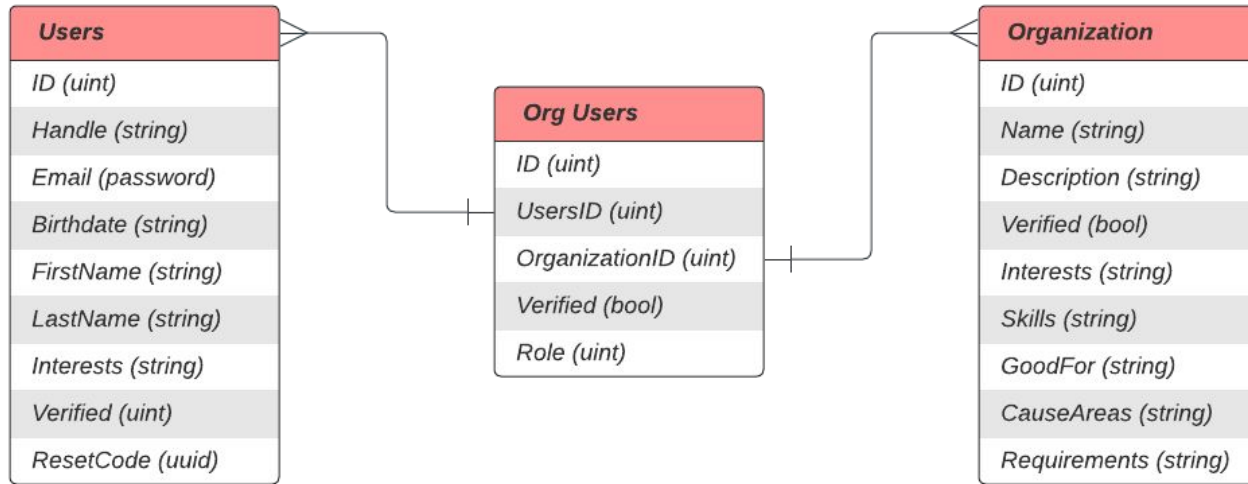 Users
ID (uint)
Handle (string)
Email (password)
Birthdate (string)
FirstName (string)
LastName (string)
Interests (string)
Verified (uint)
ResetCode (uuid)
Org Users
ID (uint)
UsersID (uint)
OrganizationID (uint)
Verified (bool)
Role (uint)
Organization
ID (uint)
Name (string)
Description (string)
Verified (bool)
Interests (string)
Skills (string)
GoodFor (string)
CauseAreas (string)
Requirements (string)